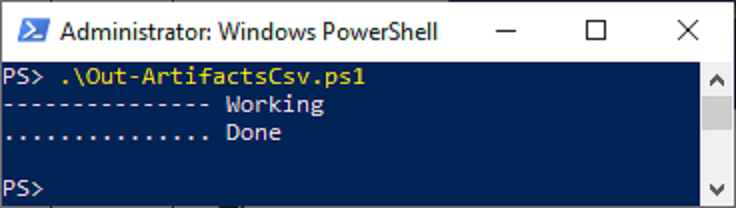 Administrator: Windows PowerShell
PS> .\Out-ArtifactsCsv.ps1
--------------- Working
............... Done
PS>